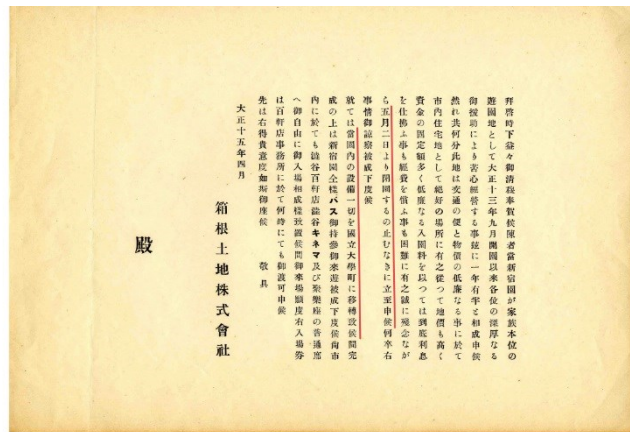 拜啓時下益々御淸穆奉賀候陳者當新宿園が家族本位の
遊園地として大正十三年九月開園以來各位の深厚なる
御援助により苦心經營する事玆に一年有半と相成申候
然れ共何分此地は交通の便と物價の低廉なる事に於て
市內住宅地として絕好の場所に有之從つて地價も高く
資金の固定額多く低廉なる入園料を以つては到底利息
を仕拂ふ事も經費を償ふ事も困難に有之誠に殘念なが
ら五月二日より閉園するの止むなきに立至申候何卒右
事情御諒察被成下度候
就ては當園內の設備一切を國立大學町に移轉致候間完
成の上は新宿園仝樣パス御持參御來遊被成下度候尙市
內に於ても澁谷百軒店澁谷キネマ及び聚樂座の普通席
へ御自由に御入場相成樣致置候間御來場願度右入場券
は百軒店事務所に於て何時にても御渡可申候
先は右得貴意度如斯御座候 敬具
大正十五年四月
箱根土地株式會社
殿